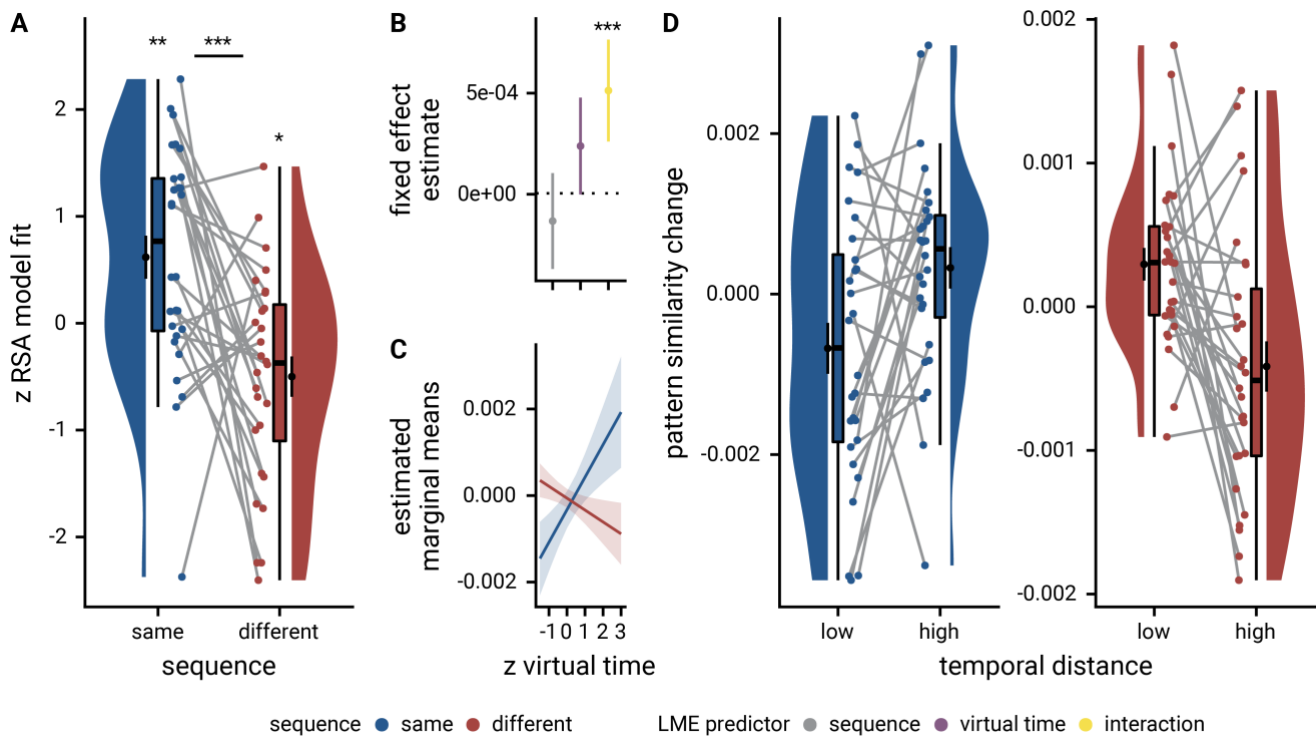 A
z RSA model fit
2
1
0
-1
-2
**
***
*
same
different
sequence
B
fixed effect
estimate
5e-04
0e+00
***
C
estimated
marginal means
0.002
0.000
-0.002
-1 0 1 2 3
z virtual time
D
pattern similarity change
0.002
0.000
-0.002
low
high
0.002
0.001
0.000
-0.001
-0.002
low
high
temporal distance
sequence same different
LME predictor sequence virtual time interaction